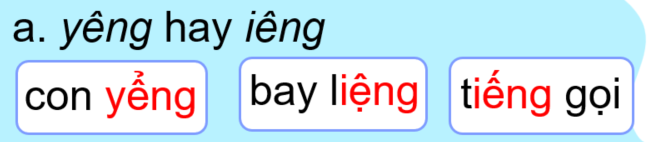 a. yêng hay iêng
con yểng bay liệng tiếng gọi